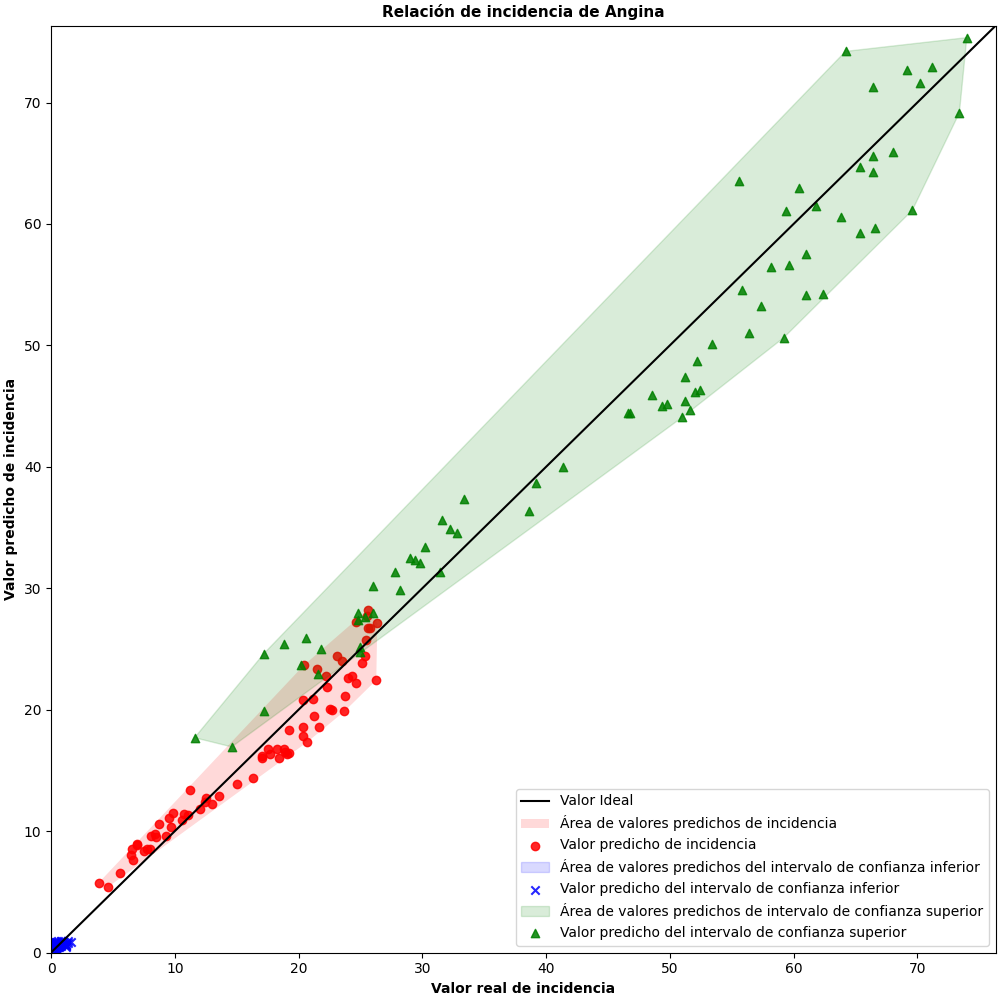 Relación de incidencia de Angina
Valor predicho de incidencia
70
60
50
40
30
20
10
0
0 10 20 30 40 50 60 70
Valor real de incidencia
Valor Ideal
Área de valores predichos de incidencia
Valor predicho de incidencia
Área de valores predichos del intervalo de confianza inferior
Valor predicho del intervalo de confianza inferior
Área de valores predichos de intervalo de confianza superior
Valor predicho del intervalo de confianza superior